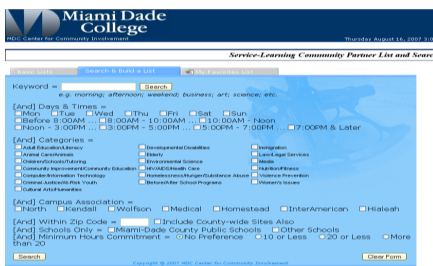 Miami Dade
College
MDC Center for Community Involvement Thursday August 16, 2007 3:0
Service-Learning Community Partner List and Sear
Basic Lists Search & Build a List My Favorites List
Keyword = Search
e.g. morning; afternoon; weekend; business; art; science; etc.
[And] Days & Times =
Mon Tue Wed Thu Fri Sat Sun
Before 8:00AM ... 8:00AM - 10:00AM ... 10:00AM - Noon
Noon - 3:00PM ... 3:00PM - 5:00PM ... 5:00PM - 7:00PM ... 7:00PM & Later
[And] Categories =
Adult Education/Literacy Developmental Disabilities Immigration
Animal Care/Animals Elderly Law/Legal Services
Children/Schools/Tutoring Environmental Science Media
Community Improvement/Community Education HIV/AIDS/Health Care Nutrition/Fitness
Computer/Information Technology Homelessness/Hunger/Substance Abuse Violence Prevention
Criminal Justice/At-Risk Youth Before/After School Programs Women's Issues
Cultural Arts/Humanities
[And] Campus Association =
North Kendall Wolfson Medical Homestead InterAmerican Hialeah
[And] Within Zip Code = Include County-wide Sites Also
[And] Schools Only = Miami-Dade County Public Schools Other Schools
[And] Minimum Hours Commitment = No Preference 10 or Less 20 or Less More
than 20
Search Clear Form
Copyright @ 2007 MDC Center for Community Involvement